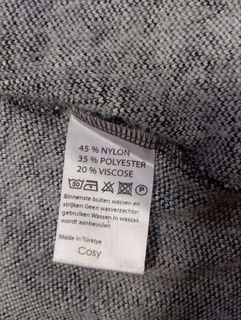 45 % NYLON
35 % POLYESTER
20 % VISCOSE
30
P
Binnenste buiten wassen en
strijken Geen wasverzachter
gebruiken Wassen in waszak
wordt aanbevolen
Made in Türkiye
Cosy